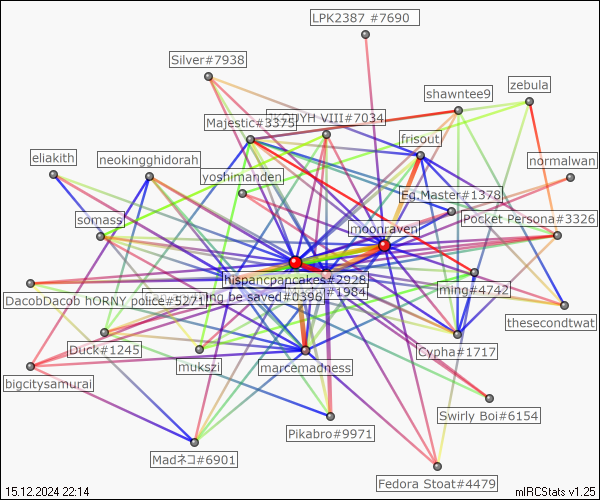 LPK2387 #7690
Silver#7938
zebula
shawntee9
Majestic#3375
VIII#7034
frisout
eliakith
neokingghidorah
normalwan
yoshimanden
Eg.Master#1378
somass
Pocket Persona#3326
moonraven
hispancpancakes#2928
DacobDacob hORNY police#5271
ng be saved#0396
#1984
ming#4742
thesecondtwat
Duck#1245
Cypha#1717
mukszi
marcemadness
bigcitysamurai
Swirly Boi#6154
Pikabro#9971
Madネコ#6901
Fedora Stoat#4479
15.12.2024 22:14
mIRCStats v1.25